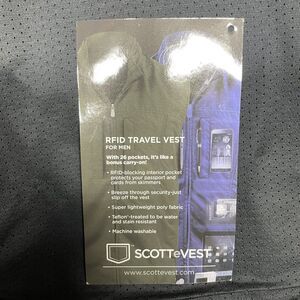 RFID TRAVEL VEST
FOR MEN
With 26 pockets, it's like a
bonus carry-on!
• RFID-blocking interior pocket
protects your passport and
cards from skimmers
• Breeze through security-just
slip off the vest
• Super lightweight poly fabric
• Teflon®-treated to be water
and stain resistant
• Machine washable
SCOTTeVEST
www.scottevest.com